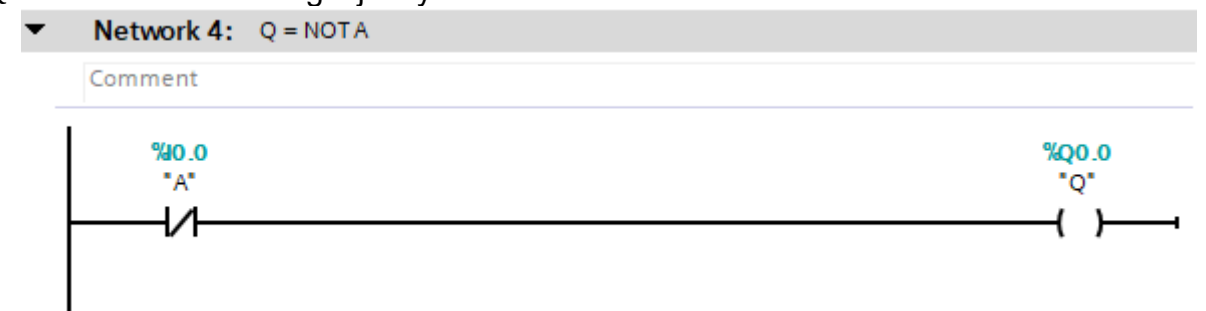 Network 4: Q = NOT A
Comment
%I0.0 %Q0.0
"A" "Q"